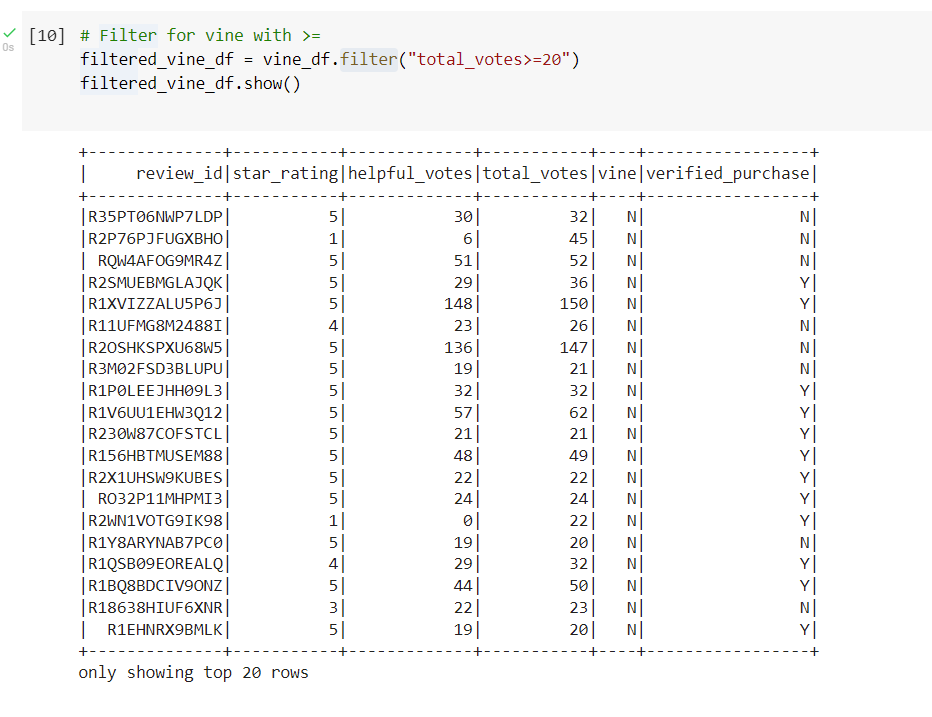 [10] # Filter for vine with >=
filtered_vine_df = vine_df.filter("total_votes>=20")
filtered_vine_df.show()
0s
+--------------+-----------+-------------+-----------+----+-----------------+
|     review_id|star_rating|helpful_votes|total_votes|vine|verified_purchase|
+--------------+-----------+-------------+-----------+----+-----------------+
|R35PT06NWP7LDP|          5|           30|         32|   N|                N|
|R2P76PJFUGXBHO|          1|            6|         45|   N|                N|
| RQW4AFOG9MR4Z|          5|           51|         52|   N|                N|
|R2SMUEBMGLAJQK|          5|           29|         36|   N|                Y|
|R1XVIZZALU5P6J|          5|          148|        150|   N|                Y|
|R11UFMG8M2488I|          4|           23|         26|   N|                N|
|R2OSHKSPXU68W5|          5|          136|        147|   N|                N|
|R3M02FSD3BLUPU|          5|           19|         21|   N|                N|
|R1P0LEEJHH09L3|          5|           32|         32|   N|                Y|
|R1V6UU1EHW3Q12|          5|           57|         62|   N|                Y|
|R230W87COFSTCL|          5|           21|         21|   N|                Y|
|R156HBTMUSEM88|          5|           48|         49|   N|                Y|
|R2X1UHSW9KUBES|          5|           22|         22|   N|                Y|
| RO32P11MHPMI3|          5|           24|         24|   N|                Y|
|R2WN1VOTG9IK98|          1|            0|         22|   N|                Y|
|R1Y8ARYNAB7PC0|          5|           19|         20|   N|                N|
|R1QSB09EOREALQ|          4|           29|         32|   N|                Y|
|R1BQ8BDCIV9ONZ|          5|           44|         50|   N|                Y|
|R18638HIUF6XNR|          3|           22|         23|   N|                N|
|  R1EHNRX9BMLK|          5|           19|         20|   N|                Y|
+--------------+-----------+-------------+-----------+----+-----------------+
only showing top 20 rows